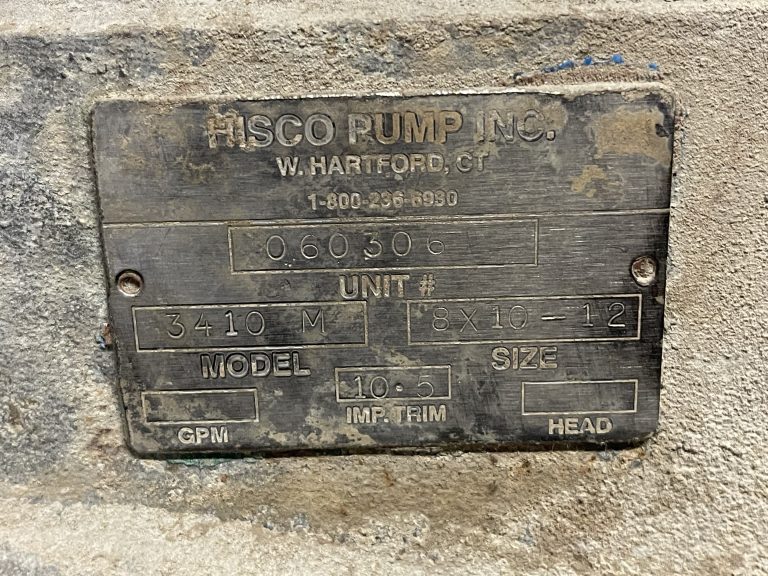 HISCO PUMP INC.
W. HARTFORD, CT
1-800-236-6930
060306
UNIT #
3410 M 8X10-12
MODEL SIZE
10.5
GPM IMP. TRIM HEAD